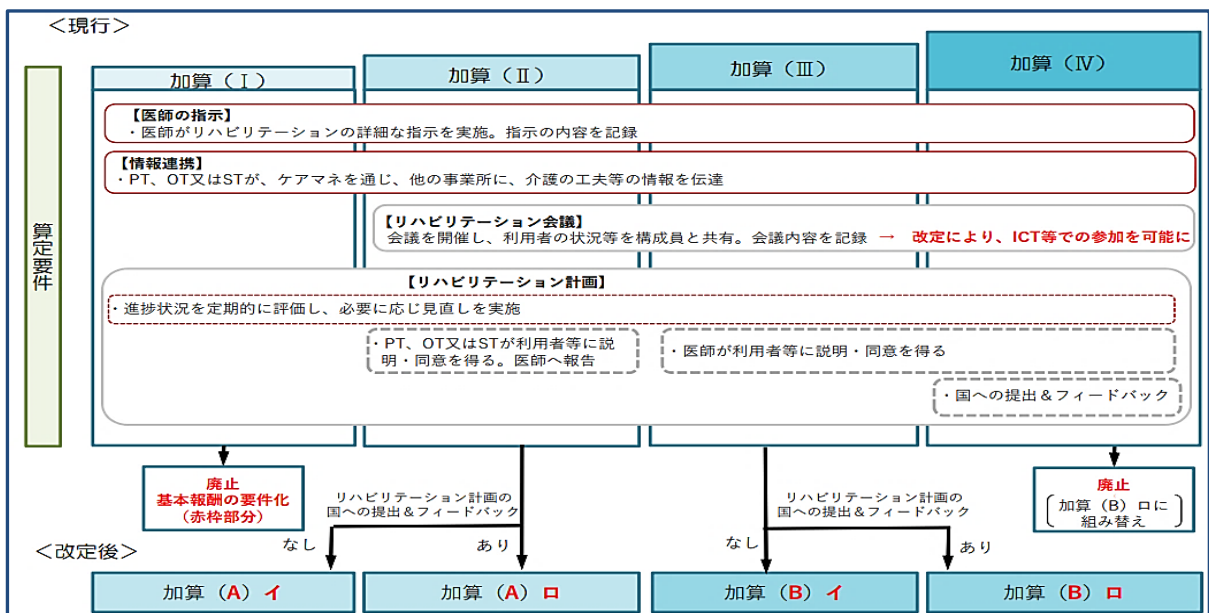 ＜現行＞
加算（Ⅰ）
加算（Ⅱ）
加算（Ⅲ）
加算（Ⅳ）
算定要件
【医師の指示】
・医師がリハビリテーションの詳細な指示を実施。指示の内容を記録
【情報連携】
・PT、OT又はSTが、ケアマネを通じ、他の事業所に、介護の工夫等の情報を伝達
【リハビリテーション会議】
会議を開催し、利用者の状況等を構成員と共有。会議内容を記録 → 改定により、ICT等での参加を可能に
【リハビリテーション計画】
・進捗状況を定期的に評価し、必要に応じ見直しを実施
・PT、OT又はSTが利用者等に説
明・同意を得る。医師へ報告
・医師が利用者等に説明・同意を得る
・国への提出＆フィードバック
廃止
基本報酬の要件化
（赤枠部分）
リハビリテーション計画の
国への提出＆フィードバック
なし
あり
リハビリテーション計画の
国への提出＆フィードバック
なし
あり
廃止
加算（B）ロに
組み替え
＜改定後＞
加算（A）イ
加算（A）ロ
加算（B）イ
加算（B）ロ